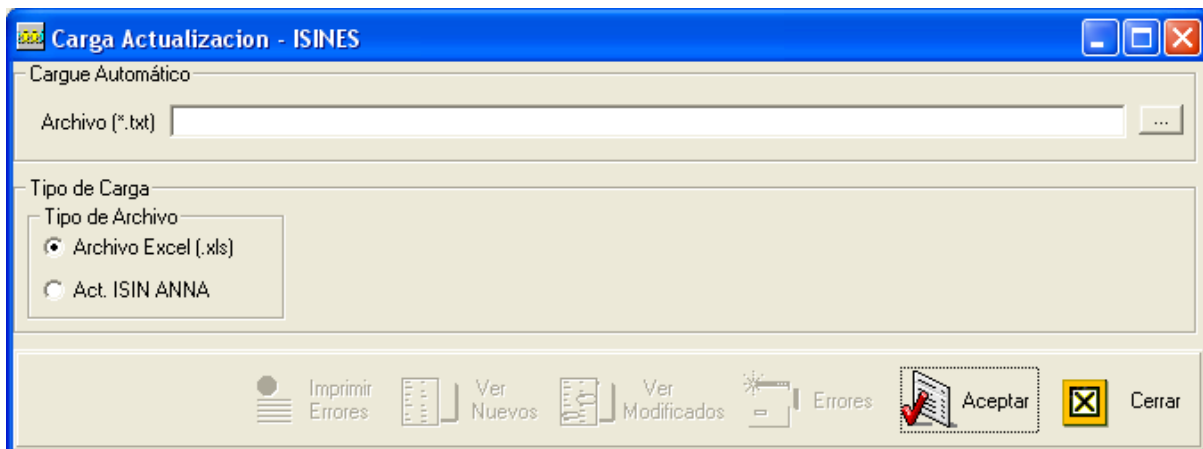 Carga Actualizacion - ISINES
Cargue Automático
Archivo (*.txt)
...
Tipo de Carga
Tipo de Archivo
Archivo Excel (.xls)
Act. ISIN ANNA
Imprimir
Errores
Ver
Nuevos
Ver
Modificados
Errores
Aceptar
Cerrar